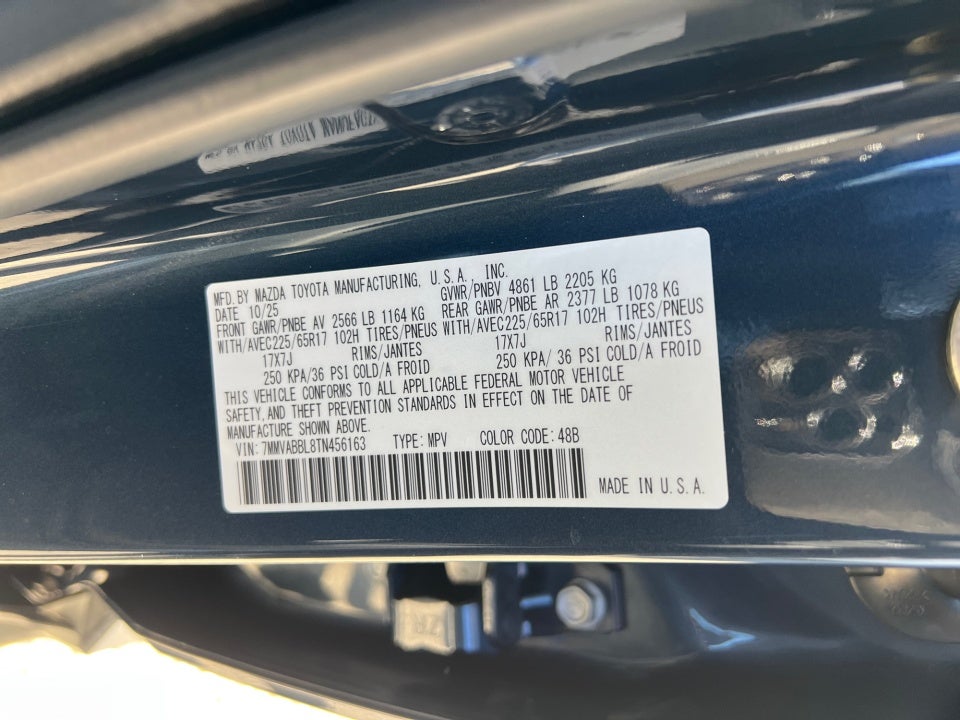 MFD.BY MAZDA TOYOTA MANUFACTURING, U.S.A., INC.
DATE 10/25 GVWR/PNBV 4861 LB 2205 KG
FRONT GAWR/PNBE AV 2566 LB 1164 KG REAR GAWR/PNBE AR 2377 LB 1078 KG
WITH/AVEC225/65R17 102H TIRES/PNEUS WITH/AVEC225/65R17 102H TIRES/PNEUS
17X7J RIMS/JANTES 17X7J RIMS/JANTES
250 KPA/36 PSI COLD/A FROID 250 KPA/ 36 PSI COLD/A FROID
THIS VEHICLE CONFORMS TO ALL APPLICABLE FEDERAL MOTOR VEHICLE
SAFETY,AND THEFT PREVENTION STANDARDS IN EFFECT ON THE DATE OF
MANUFACTURE SHOWN ABOVE.
VIN:7MMVABBL8TN456163 TYPE:MPV COLOR CODE:48B
MADE IN U.S.A.